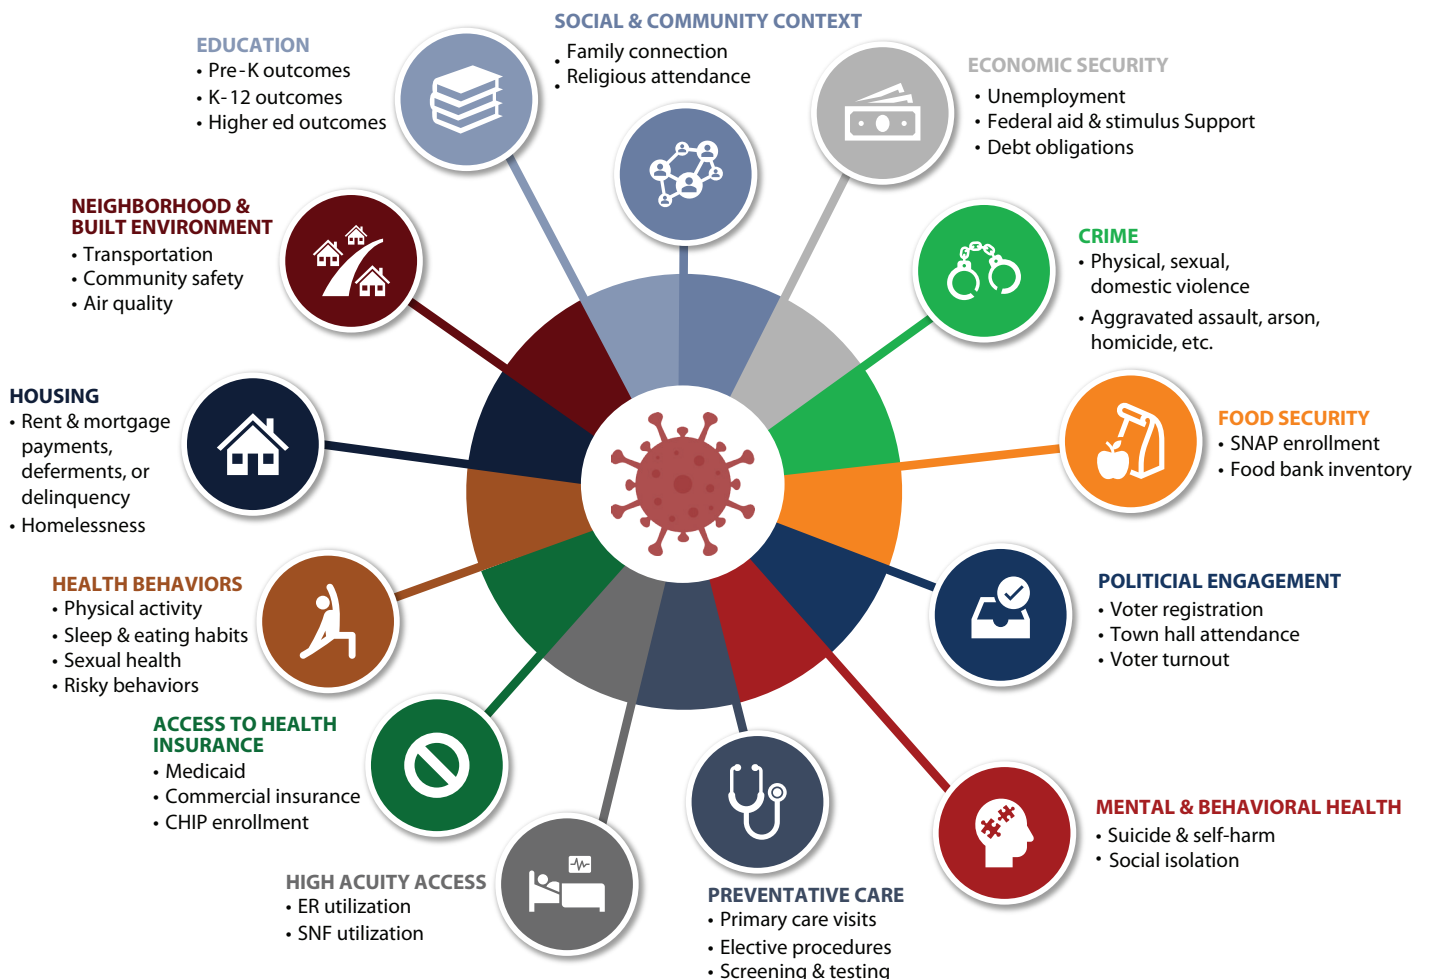 SOCIAL & COMMUNITY CONTEXT
• Family connection
• Religious attendance
EDUCATION
• Pre-K outcomes
• K-12 outcomes
• Higher ed outcomes
ECONOMIC SECURITY
• Unemployment
• Federal aid & stimulus Support
• Debt obligations
NEIGHBORHOOD &
BUILT ENVIRONMENT
• Transportation
• Community safety
• Air quality
CRIME
• Physical, sexual,
domestic violence
• Aggravated assault, arson,
homicide, etc.
HOUSING
• Rent & mortgage
payments,
deferments, or
delinquency
• Homelessness
FOOD SECURITY
• SNAP enrollment
• Food bank inventory
HEALTH BEHAVIORS
• Physical activity
• Sleep & eating habits
• Sexual health
• Risky behaviors
POLITICIAL ENGAGEMENT
• Voter registration
• Town hall attendance
• Voter turnout
ACCESS TO HEALTH
INSURANCE
• Medicaid
• Commercial insurance
• CHIP enrollment
MENTAL & BEHAVIORAL HEALTH
• Suicide & self-harm
• Social isolation
HIGH ACUITY ACCESS
• ER utilization
• SNF utilization
PREVENTATIVE CARE
• Primary care visits
• Elective procedures
• Screening & testing